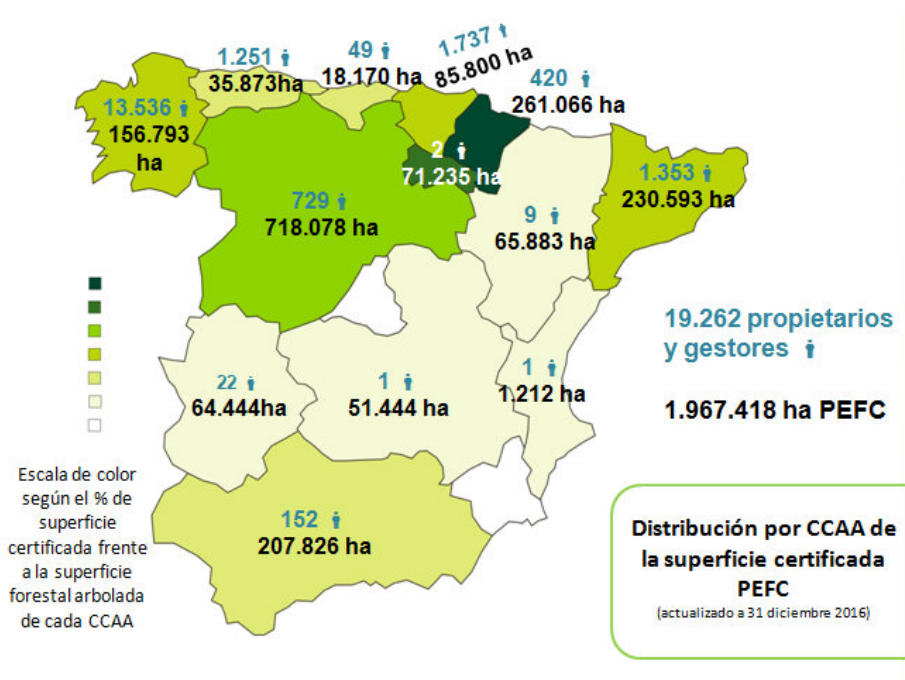 1.251
35.873ha
49
18.170 ha
1.737
85.800 ha
420
261.066 ha
13.536
156.793
ha
2
71.235 ha
1.353
230.593 ha
729
718.078 ha
9
65.883 ha
19.262 propietarios
y gestores
1.967.418 ha PEFC
22
64.444ha
1
51.444 ha
1
1.212 ha
152
207.826 ha
Escala de color
según el % de
superficie
certificada frente
a la superficie
forestal arbolada
de cada CCAA
Distribución por CCAA de
la superficie certificada
PEFC
(actualizado a 31 diciembre 2016)